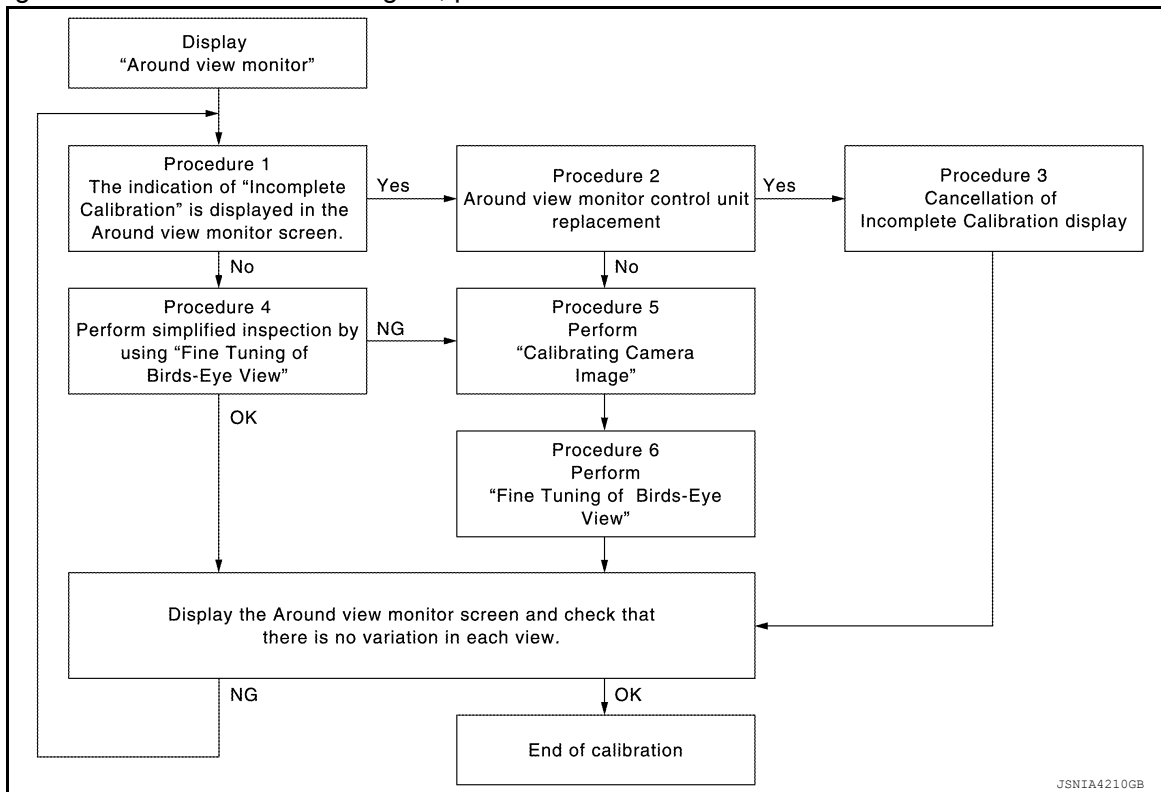 Display
“Around view monitor”
Procedure 1
The indication of “Incomplete
Calibration” is displayed in the
Around view monitor screen.
Yes
Procedure 2
Around view monitor control unit
replacement
Yes
Procedure 3
Cancellation of
Incomplete Calibration display
No
No
Procedure 4
Perform simplified inspection by
using “Fine Tuning of
Birds-Eye View”
NG
Procedure 5
Perform
“Calibrating Camera
Image”
OK
Procedure 6
Perform
“Fine Tuning of Birds-Eye
View”
Display the Around view monitor screen and check that
there is no variation in each view.
NG
OK
End of calibration
JSNIA4210GB